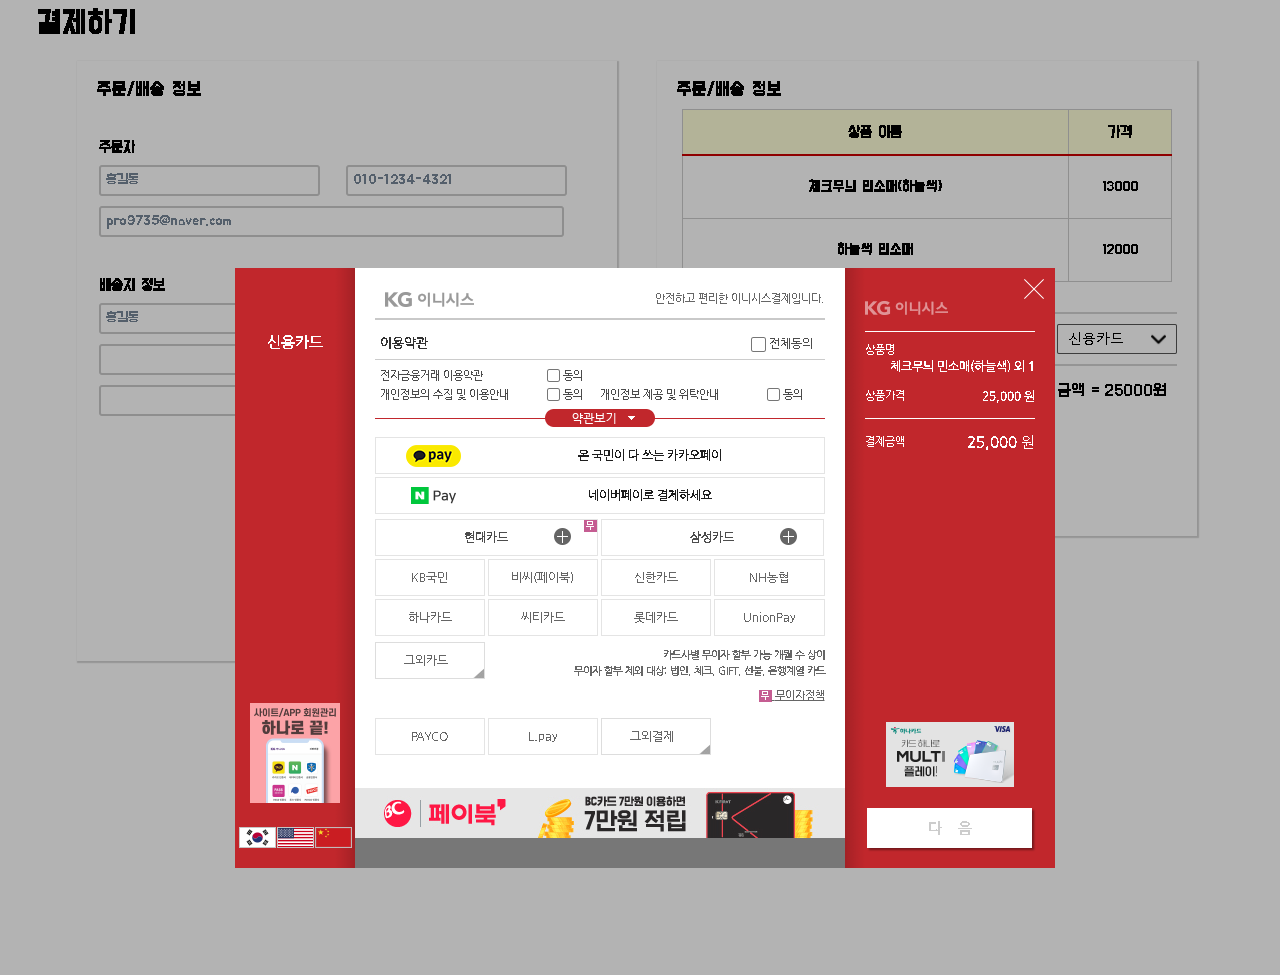 결제하기
주문/배송 정보
주문자
홍길동
010-1234-4321
pro9735@naver.com
배송지 정보
홍길동
주문/배송 정보
상품 이름 가격
체크무늬 민소매(하늘색) 13000
하늘색 민소매 12000
신용카드
금액 = 25000원
신용카드
사이트/APP 회원관리
하나로 끝!
KG 이니시스
안전하고 편리한 이니시스결제입니다.
이용약관
전체동의
전자금융거래 이용약관 동의
개인정보의 수집 및 이용안내 동의 개인정보 제공 및 위탁안내 동의
약관보기
pay 온 국민이 다 쓰는 카카오페이
N Pay 네이버페이로 결제하세요
현대카드 무 삼성카드
KB국민 비씨(페이북) 신한카드 NH농협
하나카드 씨티카드 롯데카드 UnionPay
그외카드
카드사별 무이자 할부 가능 개월 수 상이
무이자 할부 제외 대상: 법인, 체크, GIFT, 선불, 은행계열 카드
무 무이자정책
PAYCO L.pay 그외결제
BC 페이북
BC카드 7만원 이용하면
7만원 적립
KG 이니시스
상품명
체크무늬 민소매(하늘색) 외 1
상품가격 25,000 원
결제금액 25,000 원
하나카드 VISA
카드 하나로
MULTI
플레이!
다 음